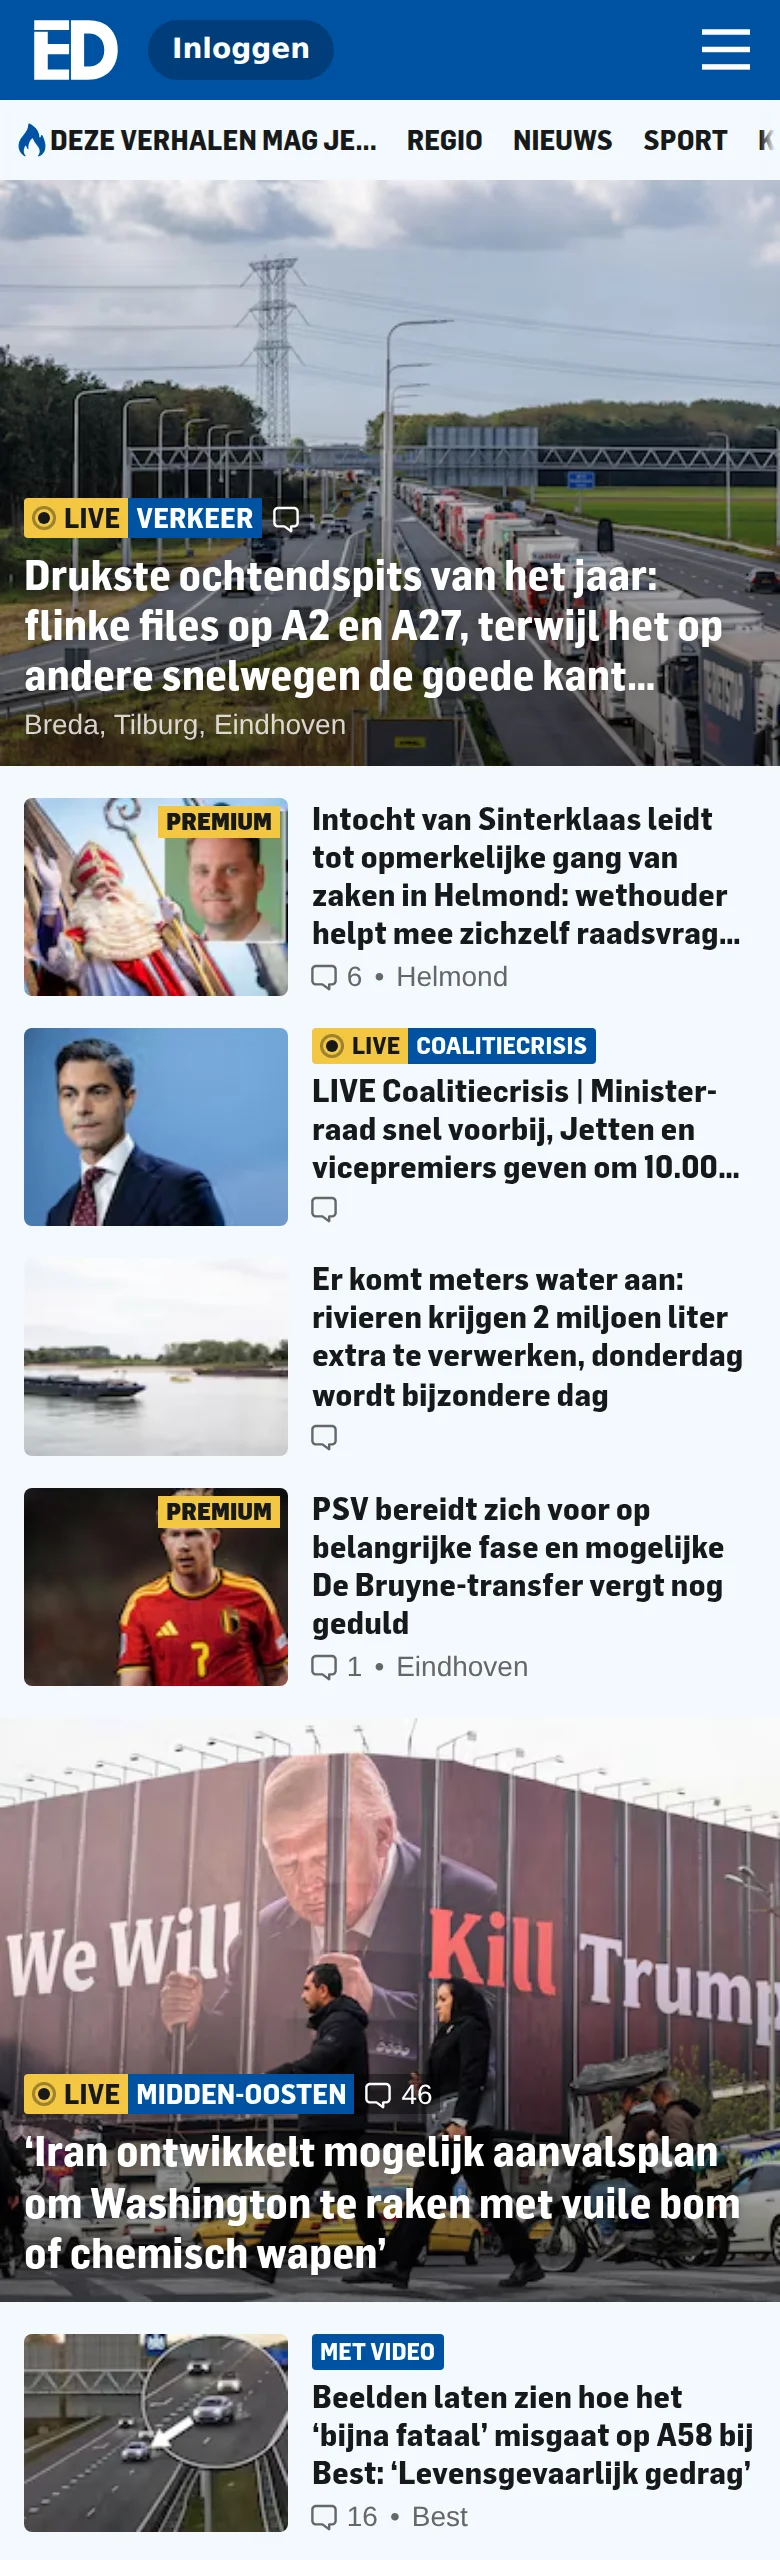 ED Inloggen
DEZE VERHALEN MAG JE... REGIO NIEUWS SPORT K
LIVE VERKEER
Drukste ochtendspits van het jaar:
flinke files op A2 en A27, terwijl het op
andere snelwegen de goede kant...
Breda, Tilburg, Eindhoven
PREMIUM
Intocht van Sinterklaas leidt
tot opmerkelijke gang van
zaken in Helmond: wethouder
helpt mee zichzelf raadsvrag...
6 • Helmond
LIVE COALITIECRISIS
LIVE Coalitiecrisis | Minister-
raad snel voorbij, Jetten en
vicepremiers geven om 10.00...
Er komt meters water aan:
rivieren krijgen 2 miljoen liter
extra te verwerken, donderdag
wordt bijzondere dag
PREMIUM
7
PSV bereidt zich voor op
belangrijke fase en mogelijke
De Bruyne-transfer vergt nog
geduld
1 • Eindhoven
We Will Kill Trump
LIVE MIDDEN-OOSTEN 46
‘Iran ontwikkelt mogelijk aanvalsplan
om Washington te raken met vuile bom
of chemisch wapen’
MET VIDEO
Beelden laten zien hoe het
‘bijna fataal’ misgaat op A58 bij
Best: ‘Levensgevaarlijk gedrag’
16 • Best